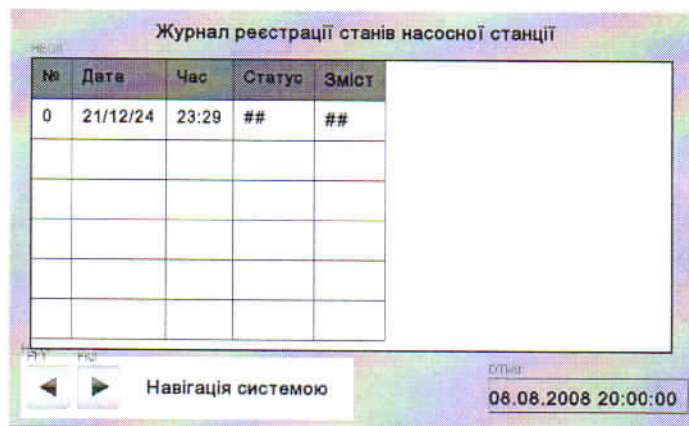 Журнал реєстрації станів насосної станції
№ Дата Час Статус Зміст
0 21/12/24 23:29 ## ##
Навігація системою
08.08.2008 20:00:00